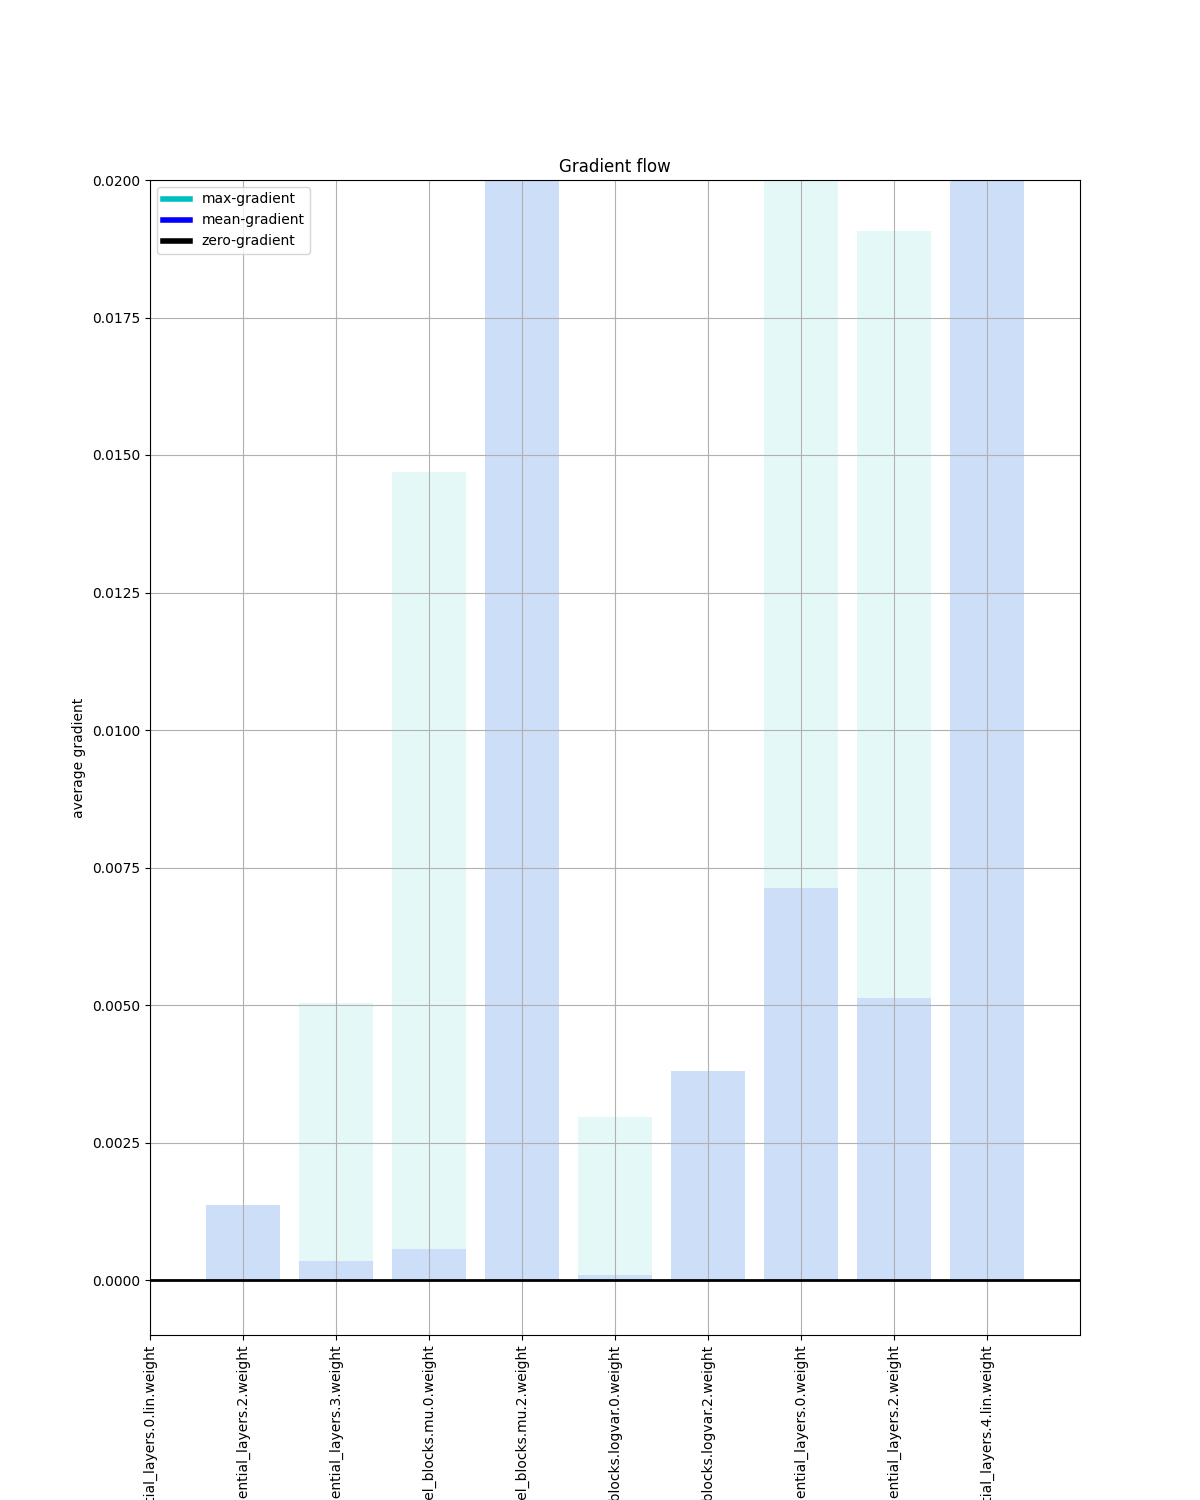 Gradient flow
max-gradient
mean-gradient
zero-gradient
0.0200
0.0175
0.0150
0.0125
0.0100
0.0075
0.0050
0.0025
0.0000
average gradient
tial_layers.0.lin.weight
ential_layers.2.weight
ential_layers.3.weight
el_blocks.mu.0.weight
el_blocks.mu.2.weight
blocks.logvar.0.weight
blocks.logvar.2.weight
ential_layers.0.weight
ential_layers.2.weight
tial_layers.4.lin.weight